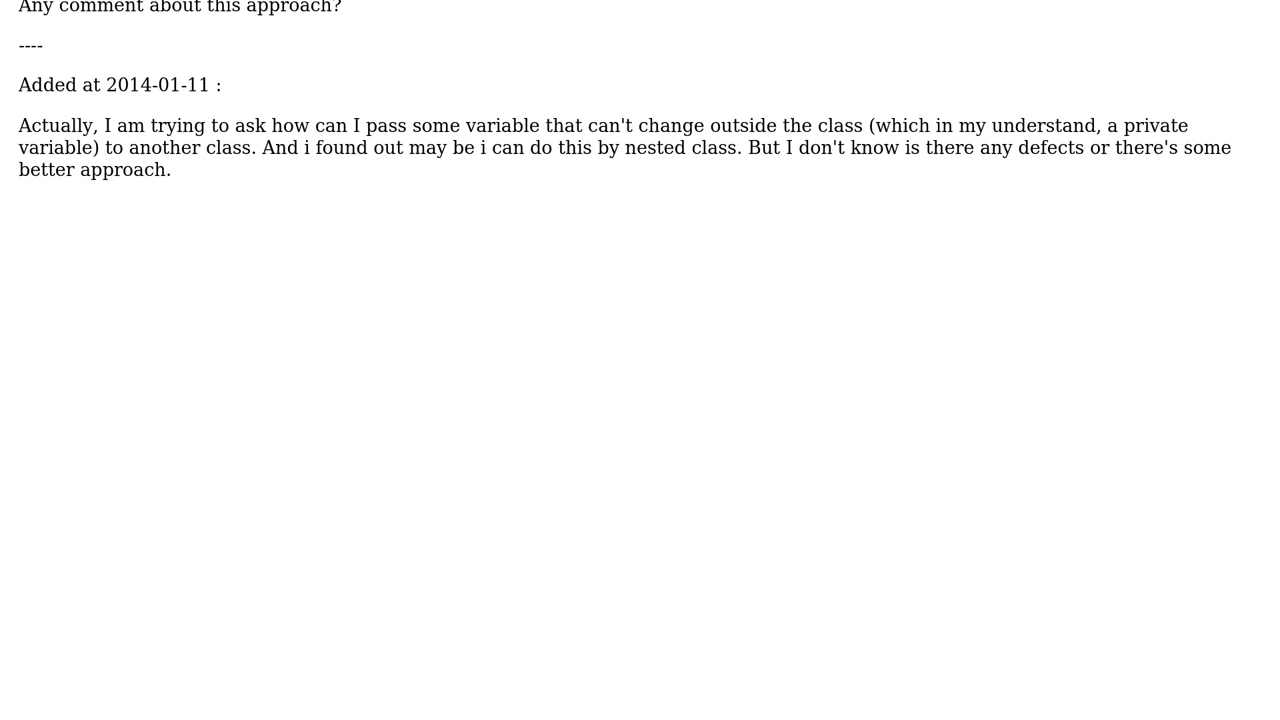 Any comment about this approach?
----
Added at 2014-01-11 :
Actually, I am trying to ask how can I pass some variable that can't change outside the class (which in my understand, a private
variable) to another class. And i found out may be i can do this by nested class. But I don't know is there any defects or there's some
better approach.